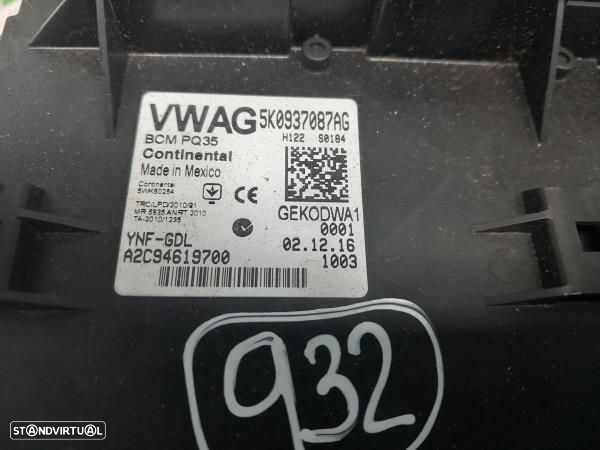 VWAG 5K0937087AG
BCM PQ35 H122 S0184
Continental
Made in Mexico
Continental
5WK50254
CE
TRC/LPD/2010/91
MR 5835 ANRT 2010
TA-2010/1235
GEKODWA1
0001
YNF-GDL 02.12.16
A2C94619700 1003
932
STANDVIRTUAL